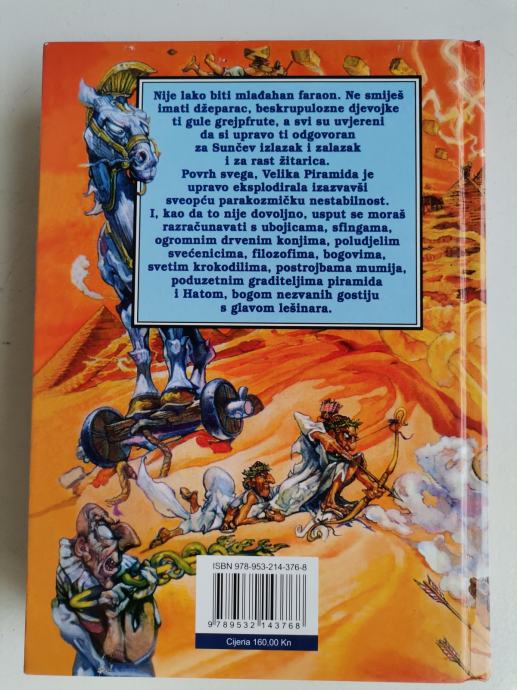 Nije lako biti mlađahan faraon. Ne smiješ
imati džeparac, beskrupulozne djevojke
ti gule grejpfrute, a svi su uvjereni
da si upravo ti odgovoran
za Sunčev izlazak i zalazak
i za rast žitarica.
Povrh svega, Velika Piramida je
upravo eksplodirala izazvavši
sveopću parakozmičku nestabilnost.
I, kao da to nije dovoljno, usput se moraš
razračunavati s ubojicama, sfingama,
ogromnim drvenim konjima, poludjelim
svećenicima, filozofima, bogovima,
svetim krokodilima, postrojbama mumija,
poduzetnim graditeljima piramida
i Hatom, bogom nezvanih gostiju
s glavom lešinara.
ISBN 978-953-214-376-8
9 789532 143768
Cijena 160,00 Kn